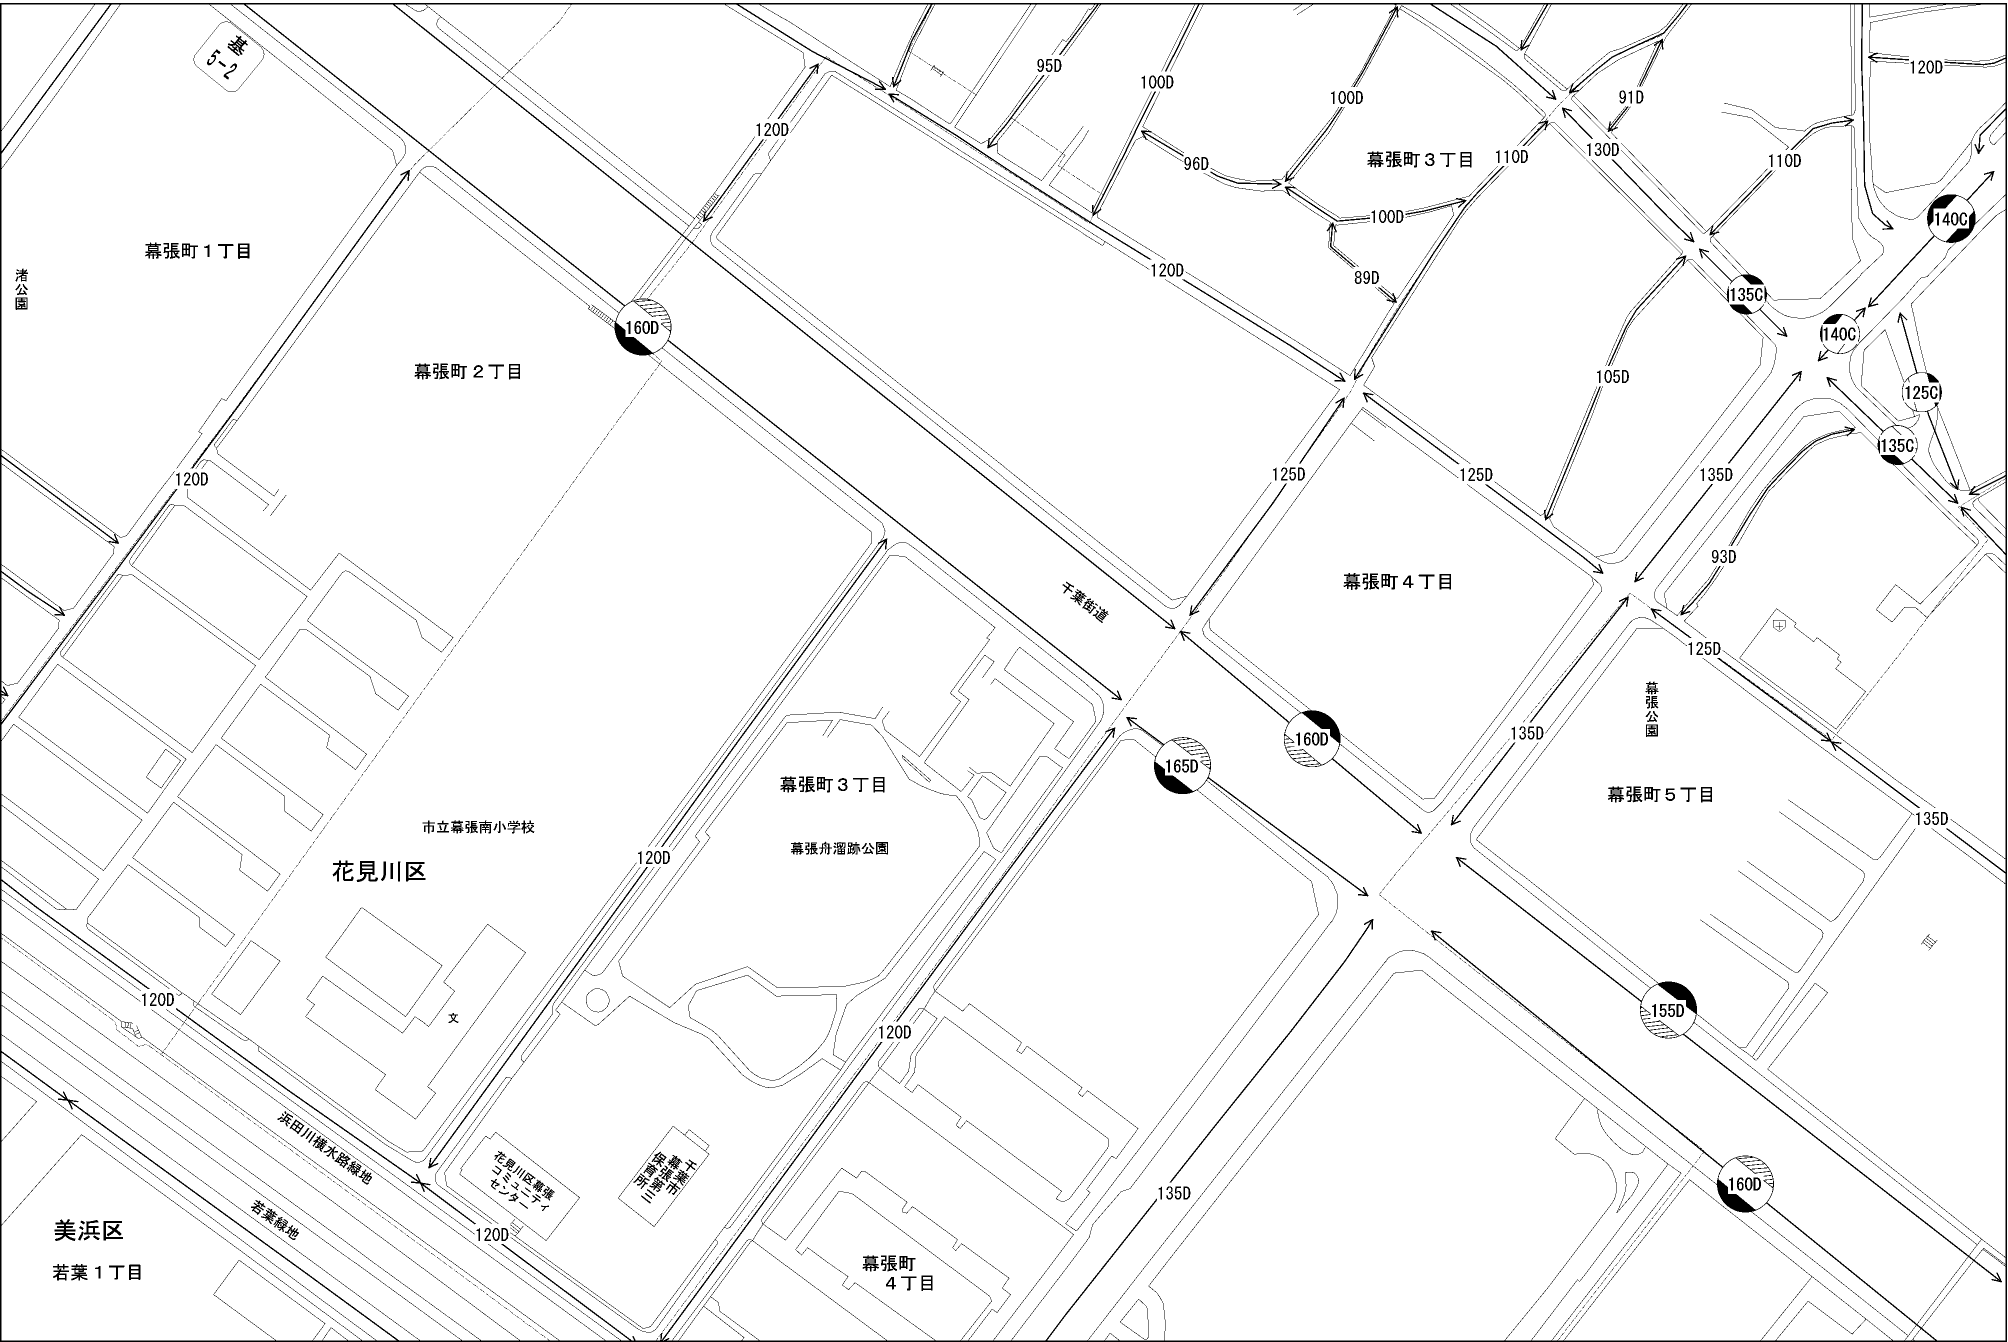 基
5-2
95D
100D
100D
91D
120D
120D
96D
幕張町3丁目
110D
130D
110D
140C
幕張町1丁目
渚公園
100D
120D
89D
135C
160D
140C
幕張町2丁目
105D
125C
135C
120D
125D
125D
135D
93D
千葉街道
幕張町4丁目
125D
幕張公園
135D
160D
165D
幕張町3丁目
幕張町5丁目
135D
市立幕張南小学校
幕張舟溜跡公園
120D
花見川区
120D
文
120D
155D
浜田川横水路緑地
花見川区幕張
コミュニティ
センター
千葉市
幕張第三
保育所
135D
160D
若葉緑地
美浜区
120D
若葉1丁目
幕張町
4丁目